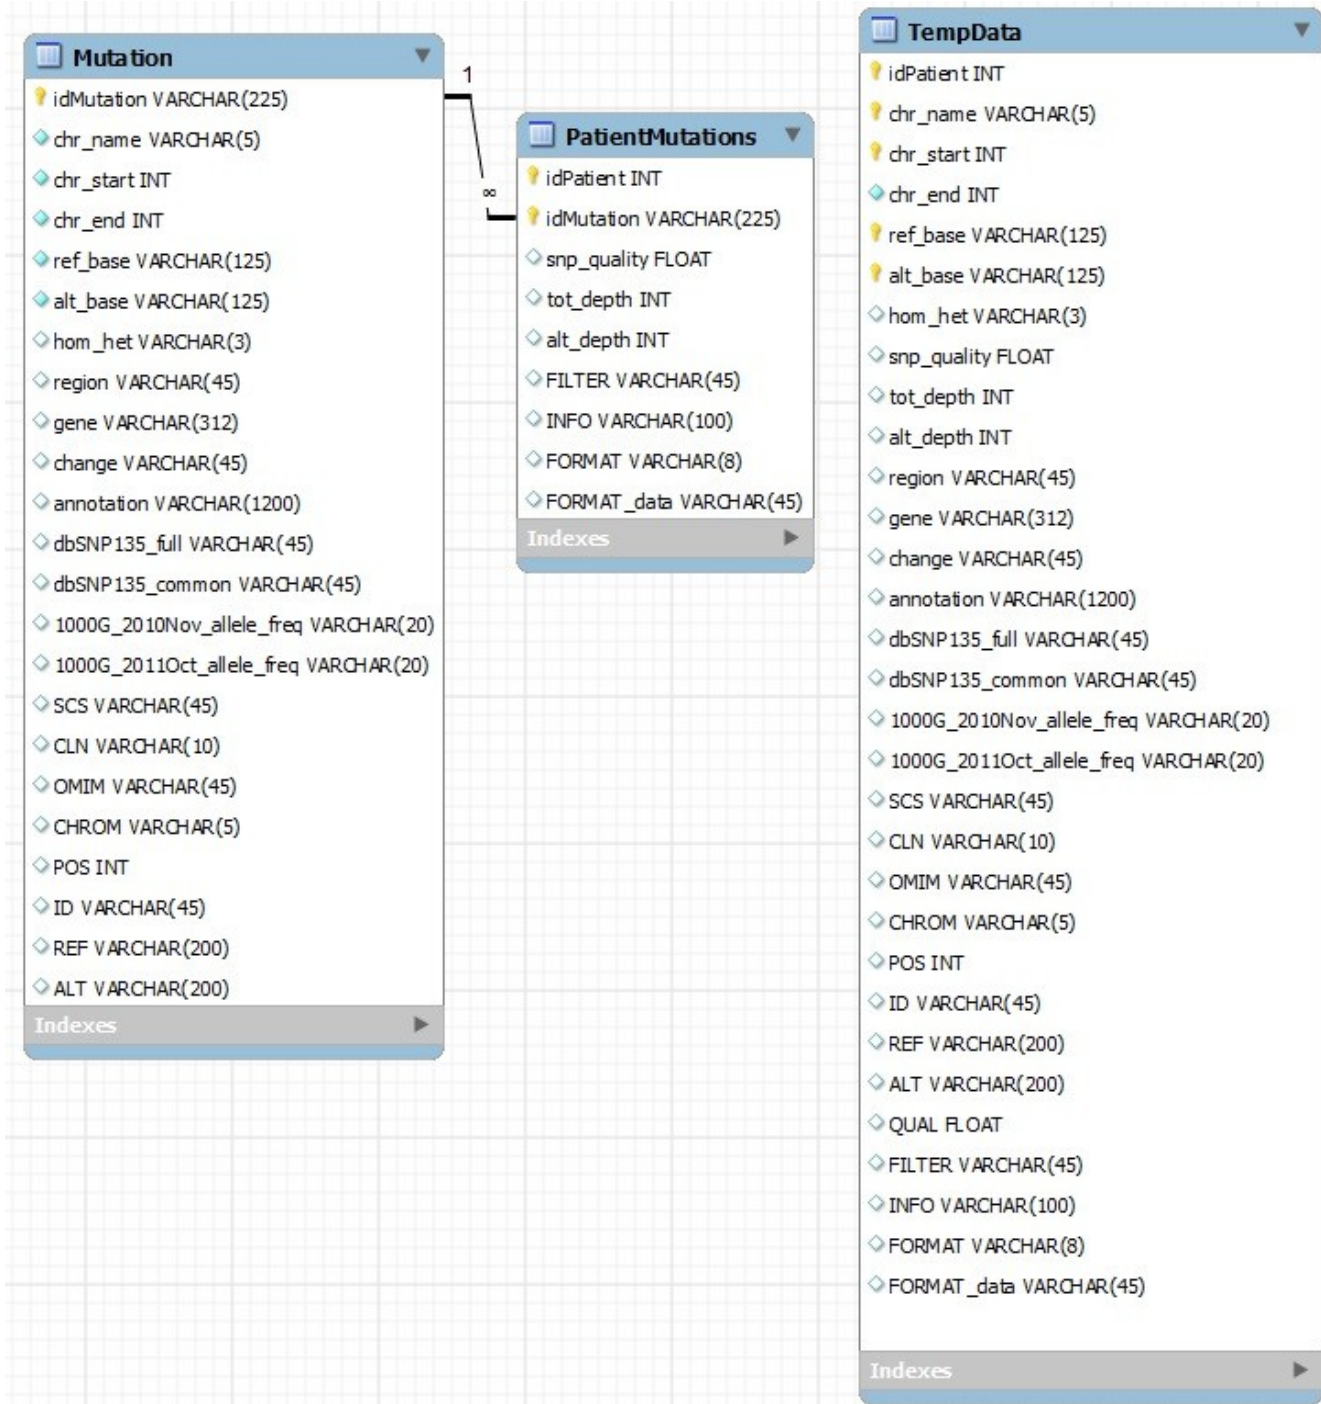 Mutation
idMutation VARCHAR(225)
chr_name VARCHAR(5)
chr_start INT
chr_end INT
ref_base VARCHAR(125)
alt_base VARCHAR(125)
hom_het VARCHAR(3)
region VARCHAR(45)
gene VARCHAR(312)
change VARCHAR(45)
annotation VARCHAR(1200)
dbSNP135_full VARCHAR(45)
dbSNP135_common VARCHAR(45)
1000G_2010Nov_allele_freq VARCHAR(20)
1000G_2011Oct_allele_freq VARCHAR(20)
SCS VARCHAR(45)
CLN VARCHAR(10)
OMIM VARCHAR(45)
CHROM VARCHAR(5)
POS INT
ID VARCHAR(45)
REF VARCHAR(200)
ALT VARCHAR(200)
Indexes
1
∞
PatientMutations
idPatient INT
idMutation VARCHAR(225)
snp_quality FLOAT
tot_depth INT
alt_depth INT
FILTER VARCHAR(45)
INFO VARCHAR(100)
FORMAT VARCHAR(8)
FORMAT_data VARCHAR(45)
Indexes
TempData
idPatient INT
chr_name VARCHAR(5)
chr_start INT
chr_end INT
ref_base VARCHAR(125)
alt_base VARCHAR(125)
hom_het VARCHAR(3)
snp_quality FLOAT
tot_depth INT
alt_depth INT
region VARCHAR(45)
gene VARCHAR(312)
change VARCHAR(45)
annotation VARCHAR(1200)
dbSNP135_full VARCHAR(45)
dbSNP135_common VARCHAR(45)
1000G_2010Nov_allele_freq VARCHAR(20)
1000G_2011Oct_allele_freq VARCHAR(20)
SCS VARCHAR(45)
CLN VARCHAR(10)
OMIM VARCHAR(45)
CHROM VARCHAR(5)
POS INT
ID VARCHAR(45)
REF VARCHAR(200)
ALT VARCHAR(200)
QUAL FLOAT
FILTER VARCHAR(45)
INFO VARCHAR(100)
FORMAT VARCHAR(8)
FORMAT_data VARCHAR(45)
Indexes